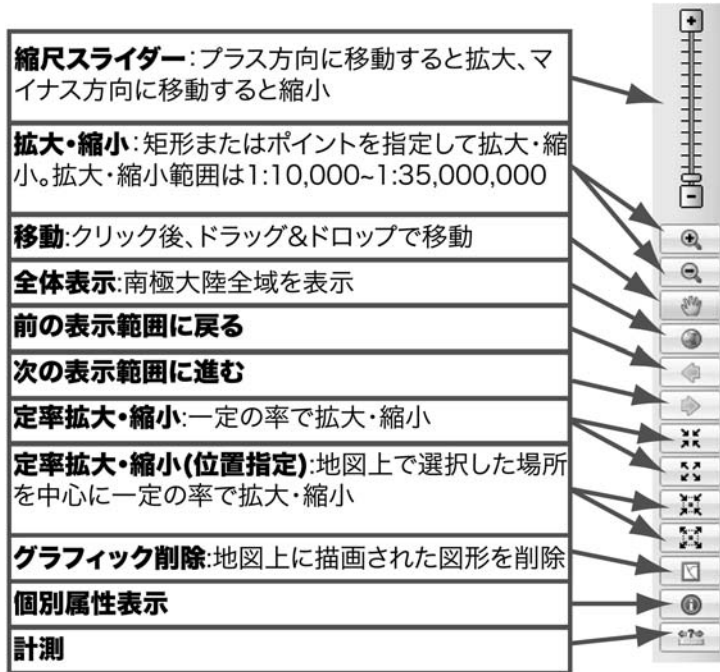 縮尺スライダー:プラス方向に移動すると拡大、マ
イナス方向に移動すると縮小
拡大・縮小:矩形またはポイントを指定して拡大・縮
小。拡大・縮小範囲は1:10,000~1:35,000,000
移動:クリック後、ドラッグ&ドロップで移動
全体表示:南極大陸全域を表示
前の表示範囲に戻る
次の表示範囲に進む
定率拡大・縮小:一定の率で拡大・縮小
定率拡大・縮小(位置指定):地図上で選択した場所
を中心に一定の率で拡大・縮小
グラフィック削除:地図上に描画された図形を削除
個別属性表示
計測